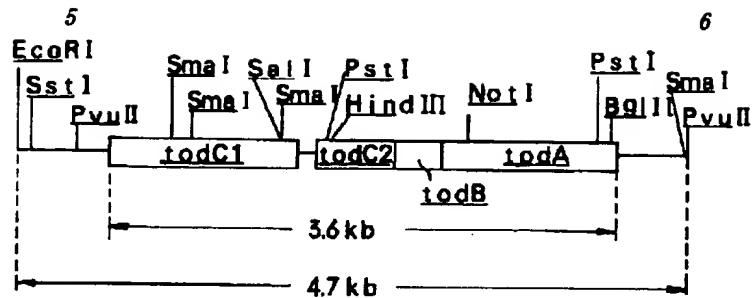 5
6
EcoRI
SstI
PvuII
SmaI
SmaI
SalI
SmaI
PstI
HindIII
NotI
PstI
BglII
SmaI
PvuII
todC1
todC2
todB
todA
3.6 kb
4.7 kb